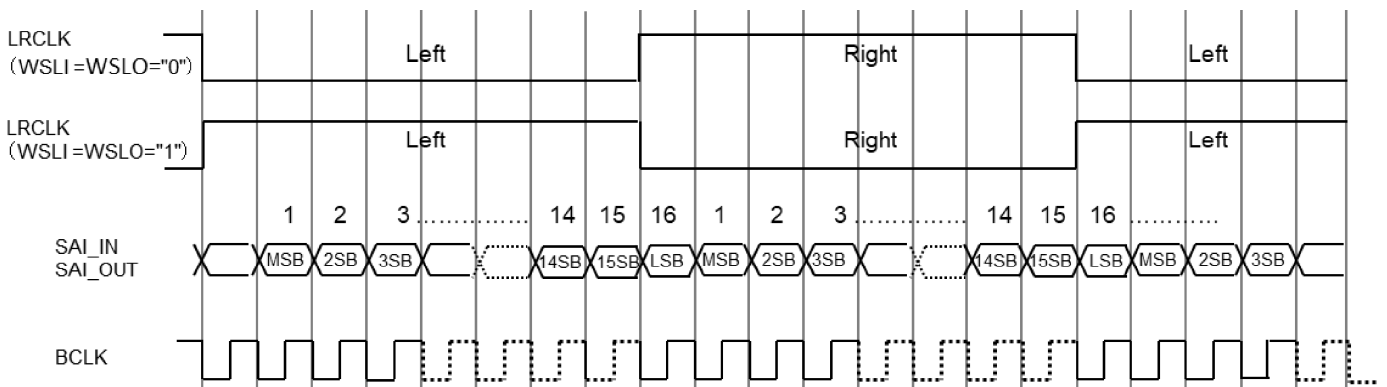 LRCLK
(WSLI =WSLO="0")
Left
Right
Left
LRCLK
(WSLI =WSLO="1")
Left
Right
Left
1 2 3 .............. 14 15 16 1 2 3 .............. 14 15 16 ...........
SAI_IN
SAI_OUT
MSB 2SB 3SB 14SB 15SB LSB MSB 2SB 3SB 14SB 15SB LSB MSB 2SB 3SB
BCLK